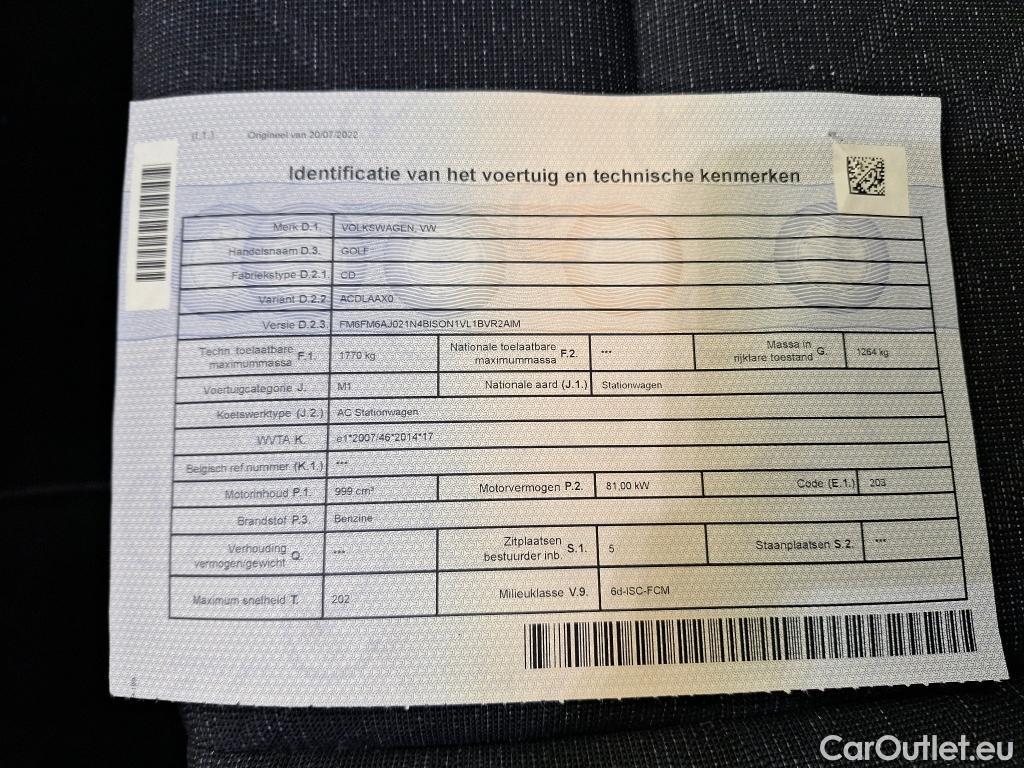 (I.1.) Origineel van 20/07/2022
Identificatie van het voertuig en technische kenmerken
Merk D.1. VOLKSWAGEN, VW
Handelsnaam D.3. GOLF
Fabriekstype D.2.1. CD
Variant D.2.2. ACDLAAX0
Versie D.2.3. FM6FM6AJ021N4BISON1VL1BVR2AIM
Techn. toelaatbare maximummassa F.1. 1770 kg Nationale toelaatbare maximummassa F.2. *** Massa in rijklare toestand G. 1264 kg
Voertuigcategorie J. M1 Nationale aard (J.1.) Stationwagen
Koetswerktype (J.2.) AC Stationwagen
WVTA K. e1*2007/46*2014*17
Belgisch ref.nummer (K.1.) ***
Motorinhoud P.1. 999 cm³ Motorvermogen P.2. 81,00 kW Code (E.1.) 203
Brandstof P.3. Benzine
Verhouding vermogen/gewicht Q. *** Zitplaatsen bestuurder inb. S.1. 5 Staanplaatsen S.2. ***
Maximum snelheid T. 202 Milieuklasse V.9. 6d-ISC-FCM
CarOutlet.eu